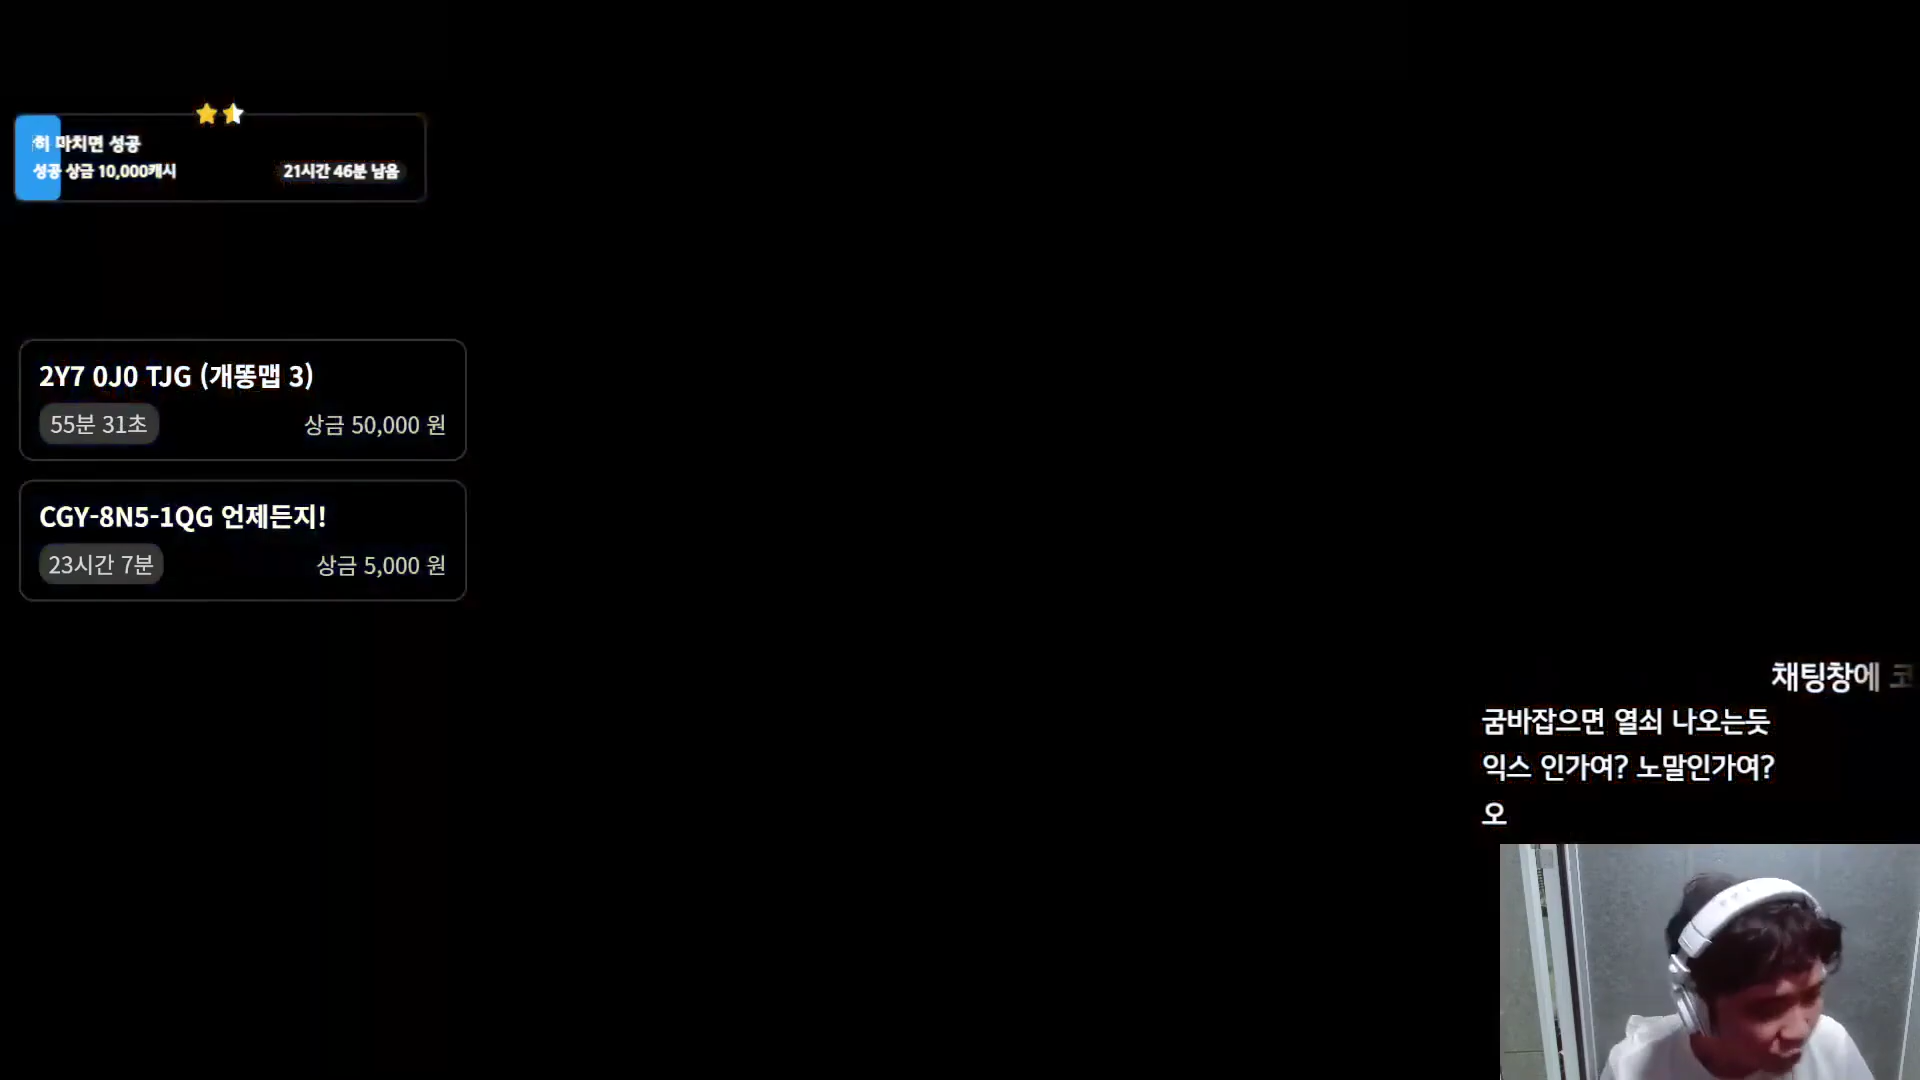 히 마치면 성공
성공 상금 10,000캐시
21시간 46분 남음
2Y7 0J0 TJG (개똥맵 3)
55분 31초
상금 50,000 원
CGY-8N5-1QG 언제든지!
23시간 7분
상금 5,000 원
채팅창에
굼바잡으면 열쇠 나오는듯
익스 인가여? 노말인가여?
오